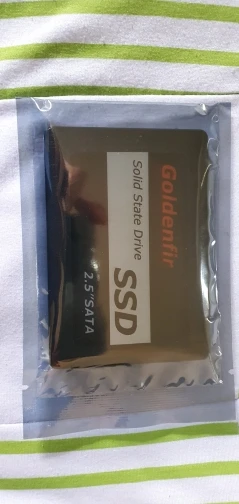 Goldenfir
Solid State Drive
SSD
2.5"SATA